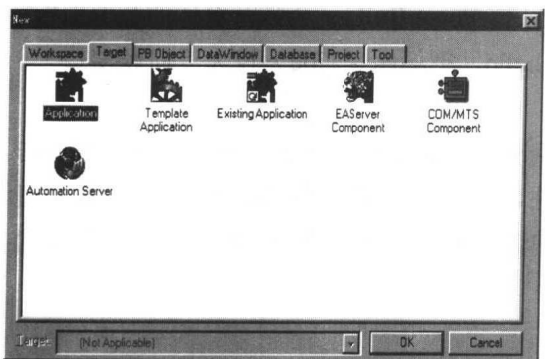 New
Workspace Target PB Object DataWindow Database Project Tool
Application Template Application Existing Application EAServer Component COM/MTS Component
Automation Server
Target: (Not Applicable) OK Cancel